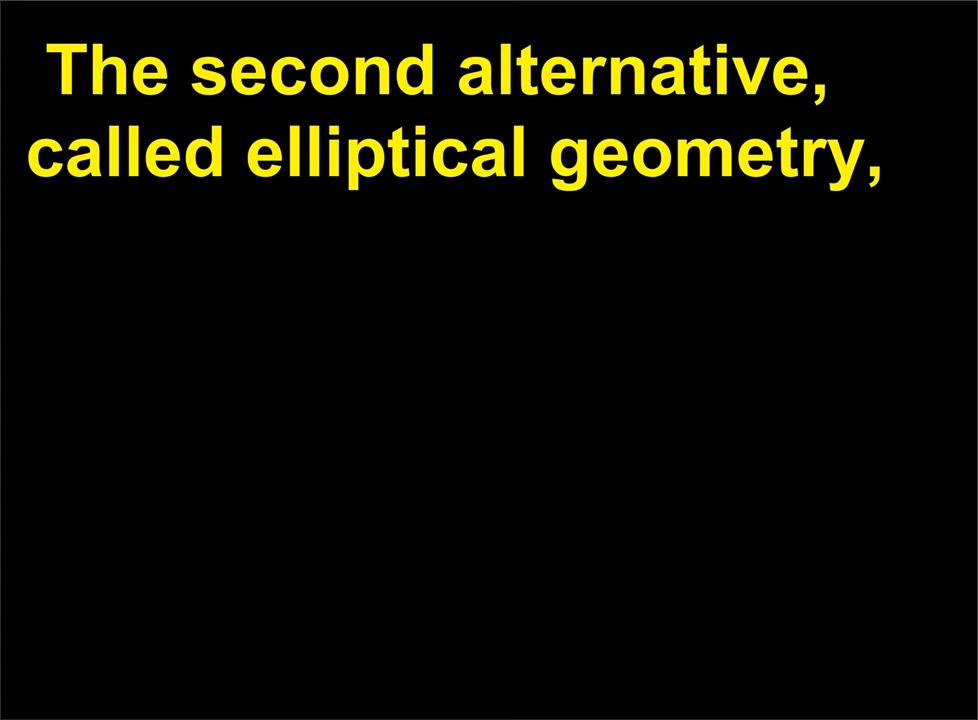 The second alternative,
called elliptical geometry,